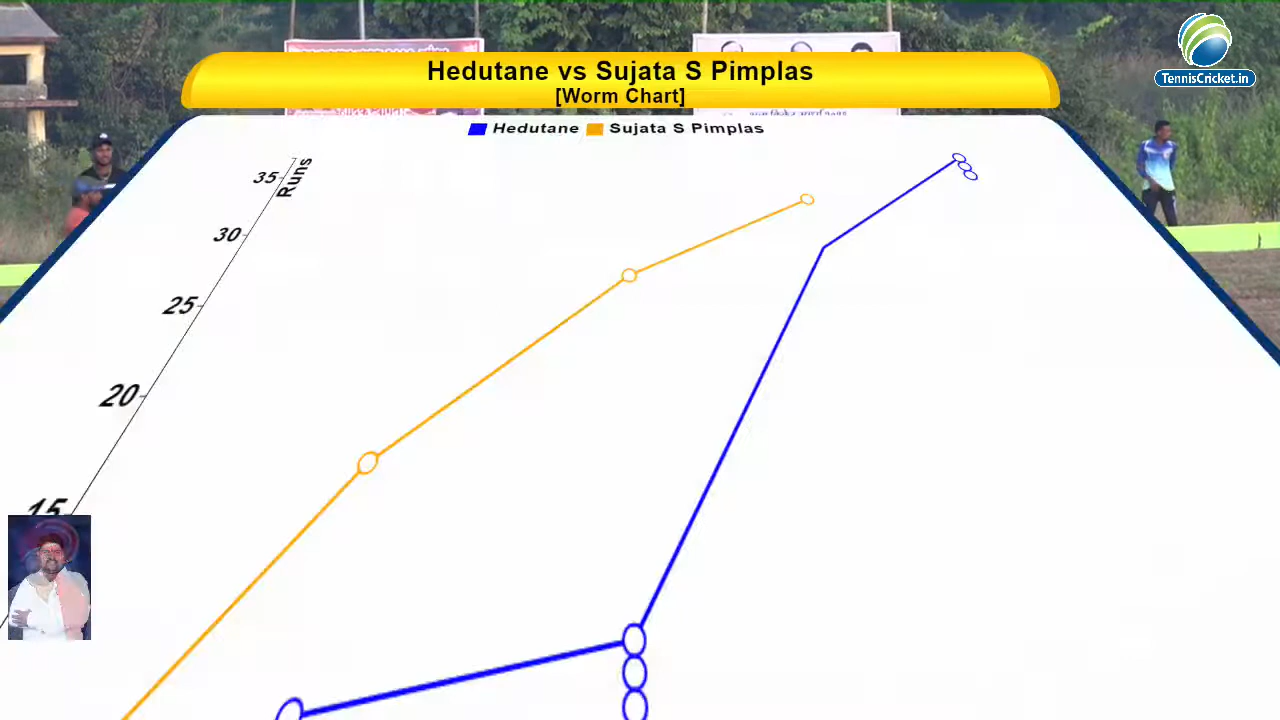 Hedutane vs Sujata S Pimplas
[Worm Chart]
TennisCricket.in
Hedutane
Sujata S Pimplas
Runs
35
30
25
20
15